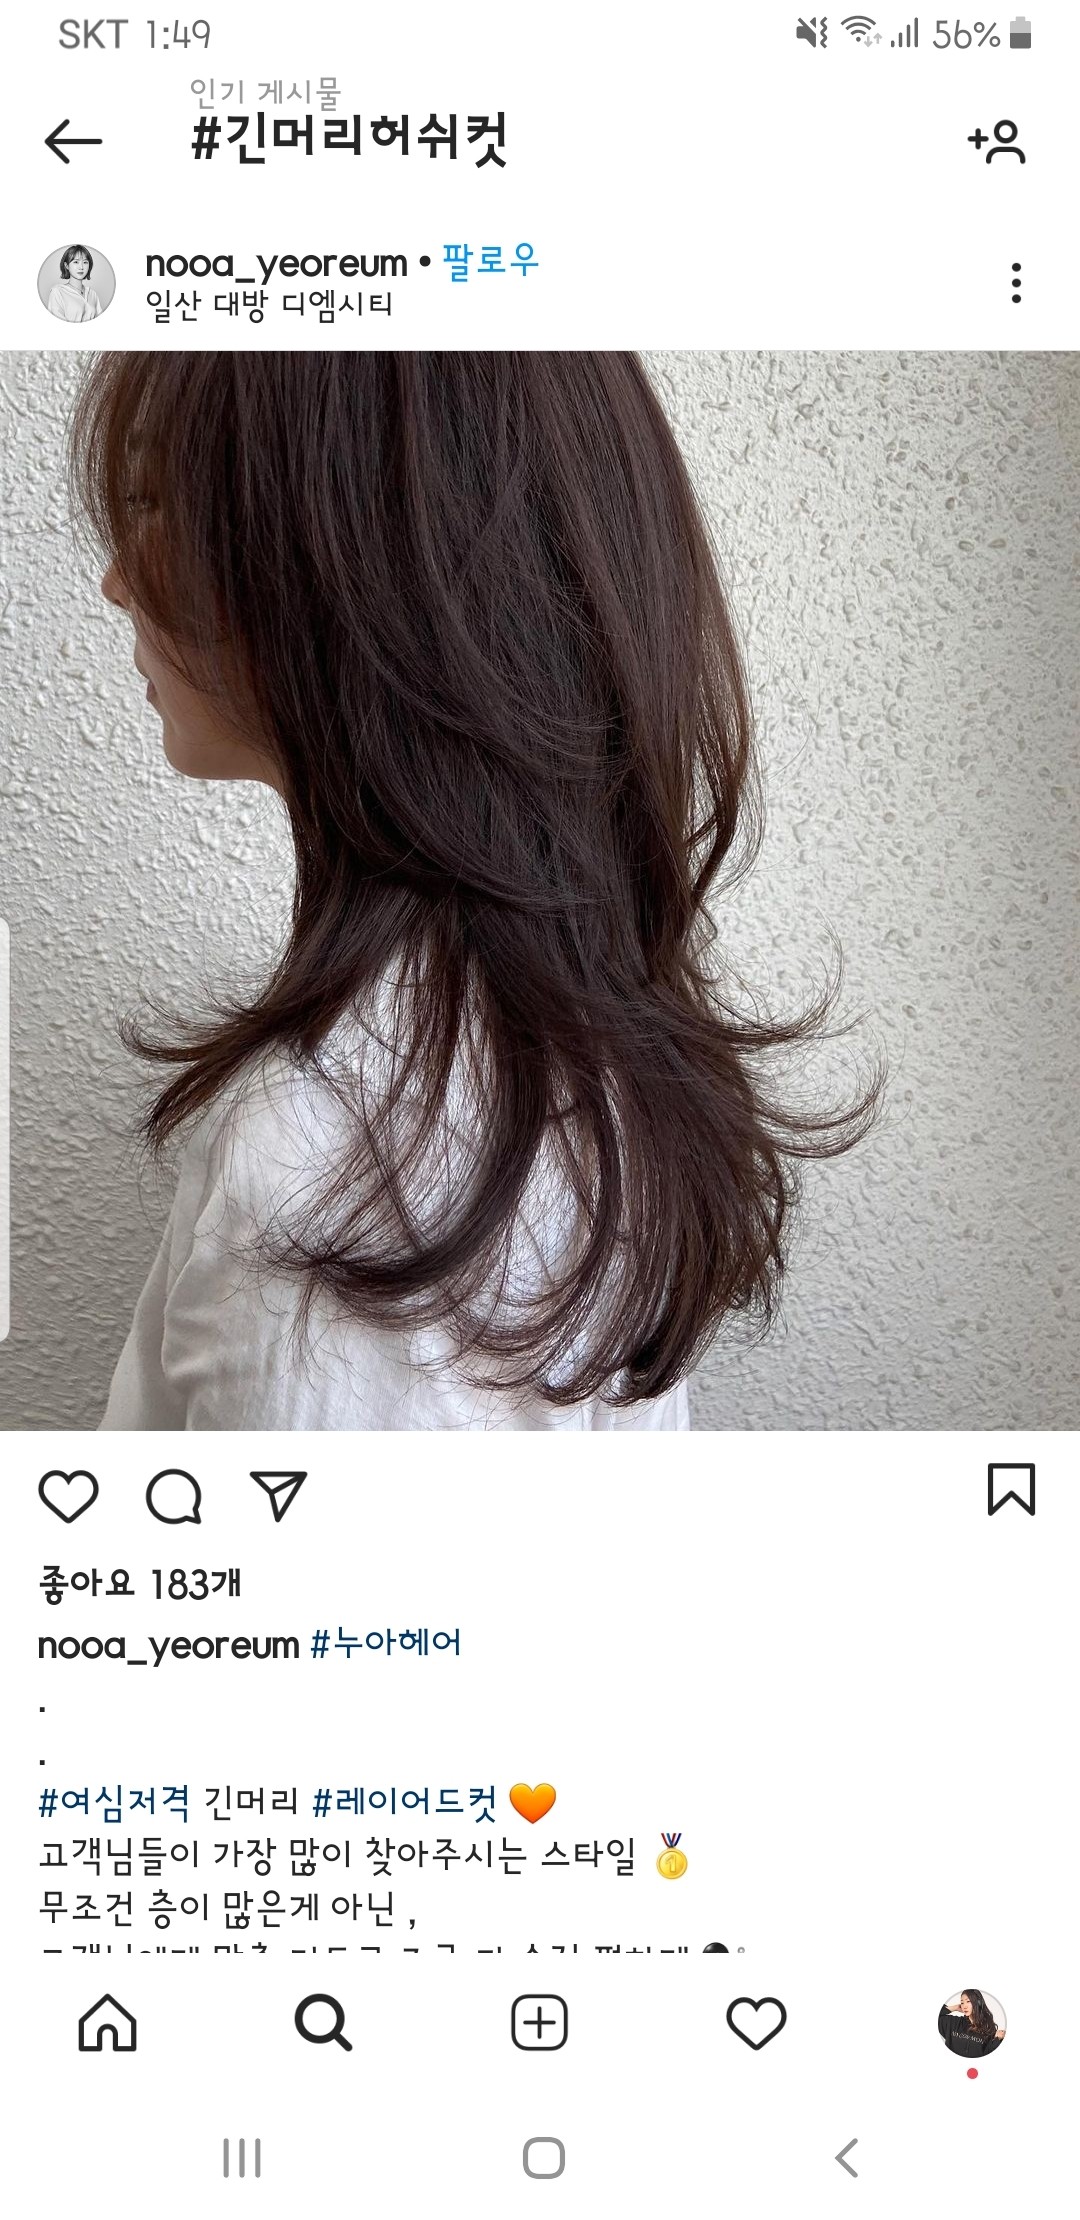 SKT 1:49
56%
인기 게시물
#긴머리허쉬컷
nooa_yeoreum • 팔로우
일산 대방 디엠시티
좋아요 183개
nooa_yeoreum #누아헤어
.
.
#여심저격 긴머리 #레이어드컷 🧡
고객님들이 가장 많이 찾아주시는 스타일 🏅
무조건 층이 많은게 아닌 ,